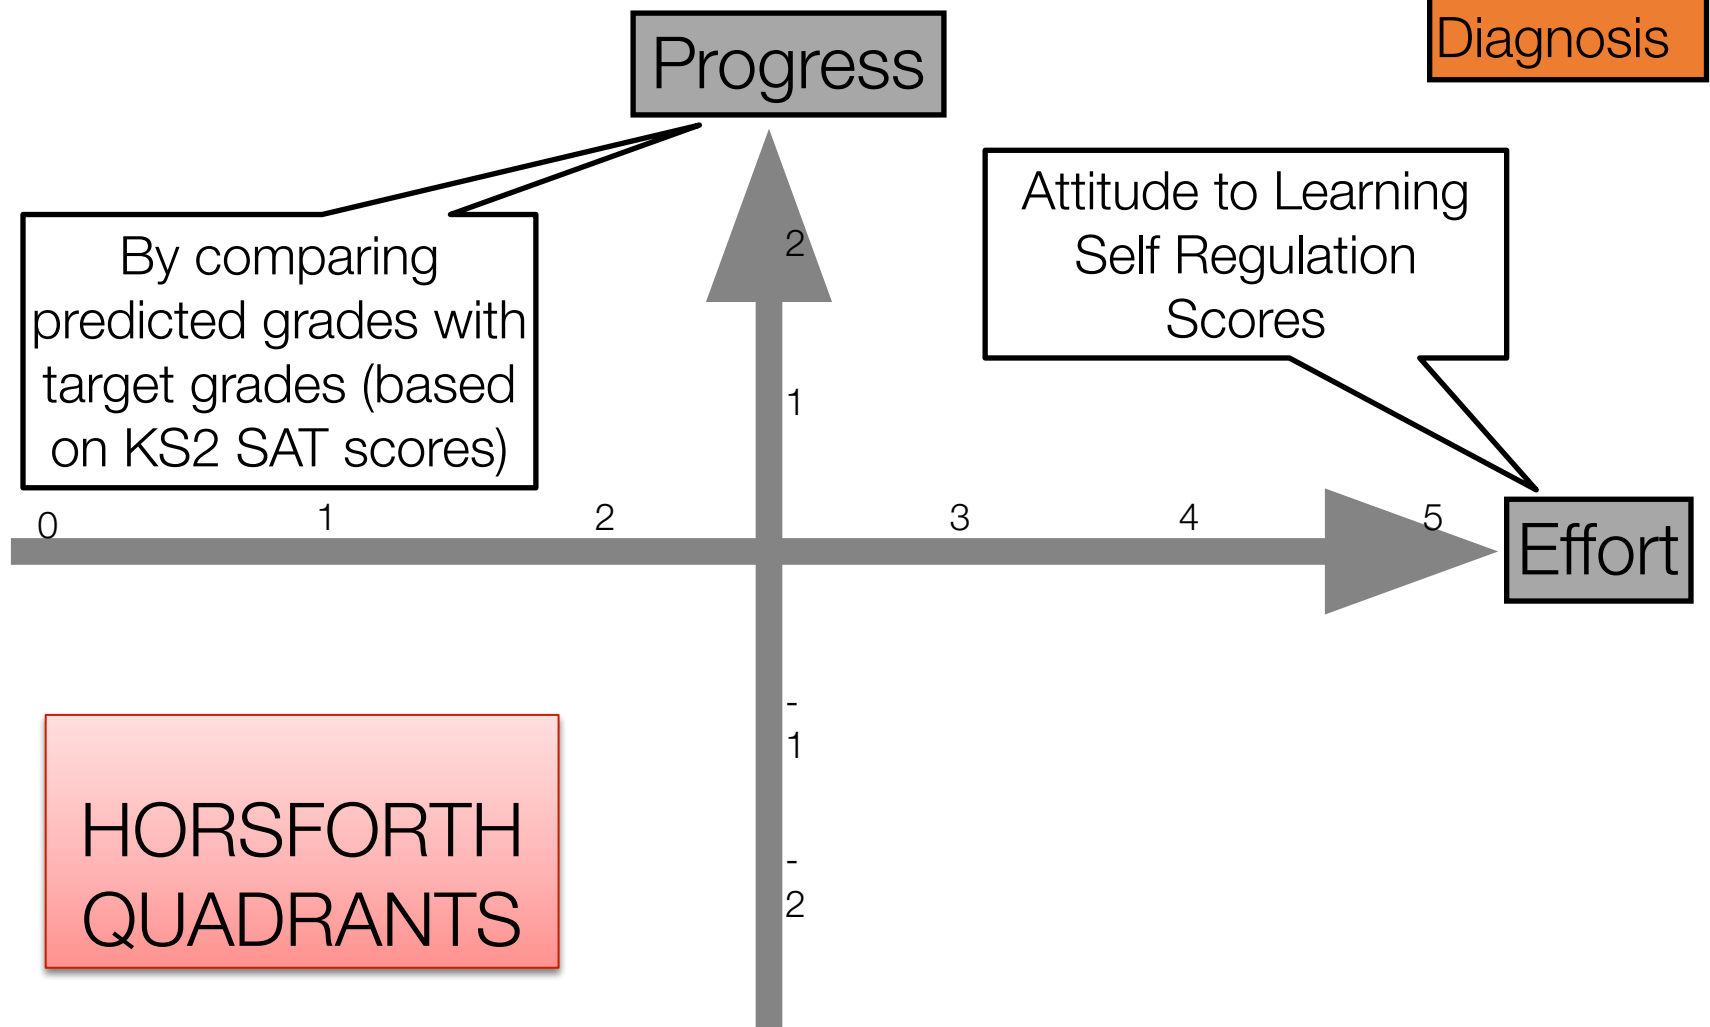 Progress
Diagnosis
By comparing
predicted grades with
target grades (based
on KS2 SAT scores)
Attitude to Learning
Self Regulation
Scores
2
1
0
1
2
3
4
5
Effort
-
1
-
2
HORSFORTH
QUADRANTS